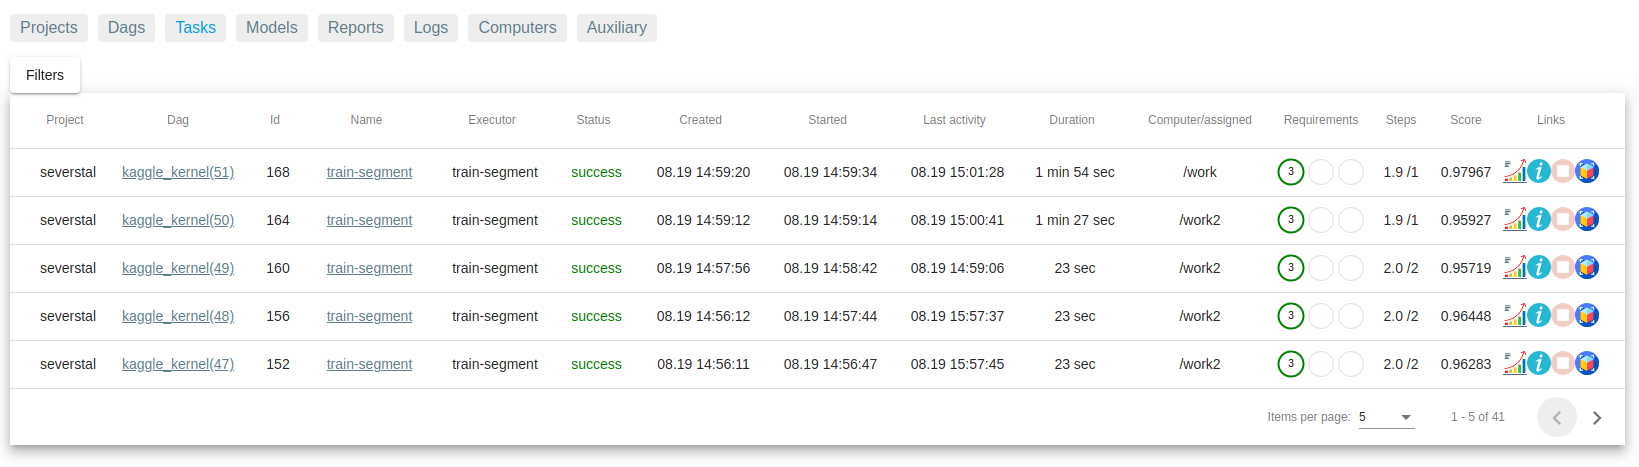 Projects Dags Tasks Models Reports Logs Computers Auxiliary
Filters
Project Dag Id Name Executor Status Created Started Last activity Duration Computer/assigned Requirements Steps Score Links
severstal kaggle_kernel(51) 168 train-segment train-segment success 08.19 14:59:20 08.19 14:59:34 08.19 15:01:28 1 min 54 sec /work 3 1.9 /1 0.97967
severstal kaggle_kernel(50) 164 train-segment train-segment success 08.19 14:59:12 08.19 14:59:14 08.19 15:00:41 1 min 27 sec /work2 3 1.9 /1 0.95927
severstal kaggle_kernel(49) 160 train-segment train-segment success 08.19 14:57:56 08.19 14:58:42 08.19 14:59:06 23 sec /work2 3 2.0 /2 0.95719
severstal kaggle_kernel(48) 156 train-segment train-segment success 08.19 14:56:12 08.19 14:57:44 08.19 15:57:37 23 sec /work2 3 2.0 /2 0.96448
severstal kaggle_kernel(47) 152 train-segment train-segment success 08.19 14:56:11 08.19 14:56:47 08.19 15:57:45 23 sec /work2 3 2.0 /2 0.96283
Items per page: 5 1 - 5 of 41